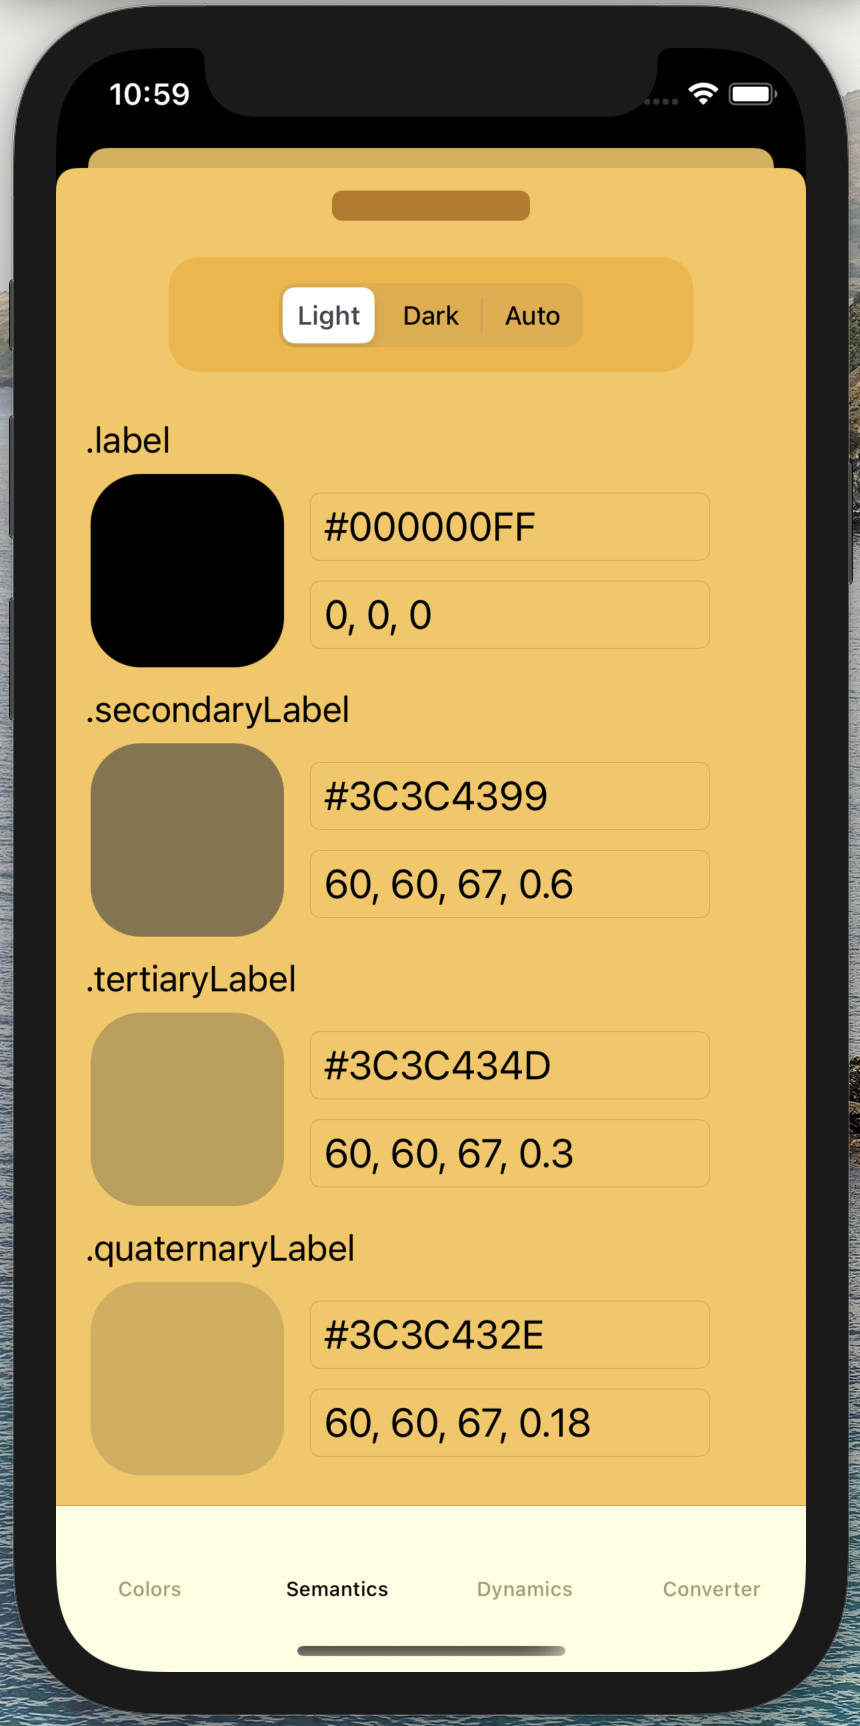 10:59
Light Dark Auto
.label
#000000FF
0, 0, 0
.secondaryLabel
#3C3C4399
60, 60, 67, 0.6
.tertiaryLabel
#3C3C434D
60, 60, 67, 0.3
.quaternaryLabel
#3C3C432E
60, 60, 67, 0.18
Colors Semantics Dynamics Converter